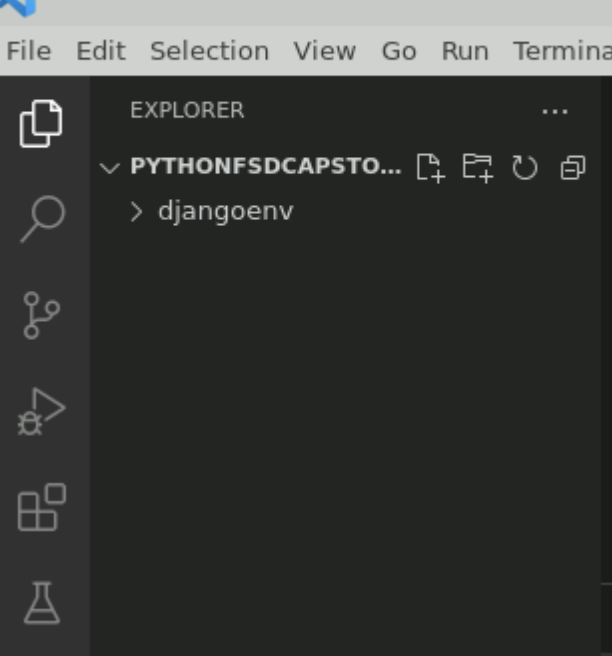 File Edit Selection View Go Run Termina
EXPLORER
PYTHONFSDCAPSTO...
djangoenv